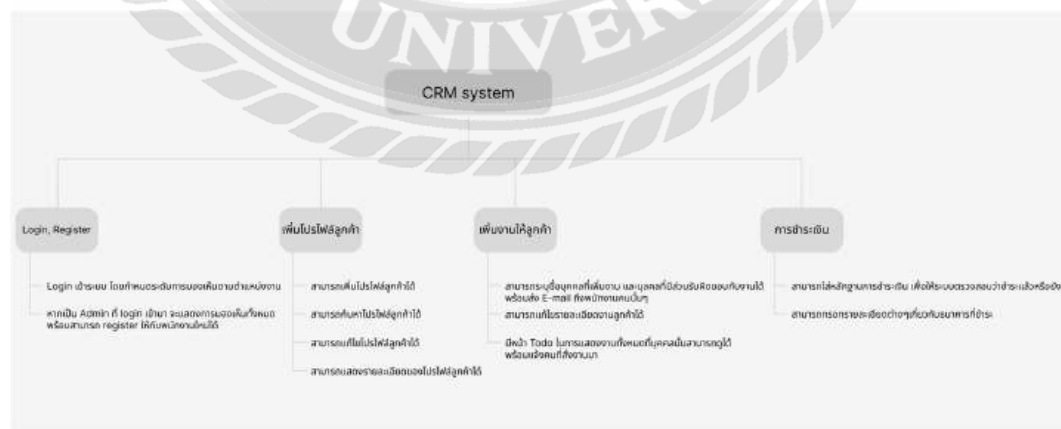 UNIVER
CRM system
Login, Register
เพิ่มโปรไฟล์ลูกค้า
เพิ่มงานให้ลูกค้า
การชำระเงิน
Login เข้าระบบ โดยกำหนดระดับการมองเห็นตามตำแหน่งงาน
หากเป็น Admin ที่ login เข้ามา จะแสดงการมองเห็นทั้งหมด
พร้อมสามารถ register ให้กับพนักงานใหม่ได้
สามารถเพิ่มโปรไฟล์ลูกค้าได้
สามารถค้นหาโปรไฟล์ลูกค้าได้
สามารถแก้ไขโปรไฟล์ลูกค้าได้
สามารถแสดงรายละเอียดของโปรไฟล์ลูกค้าได้
สามารถระบุชื่อบุคคลที่เพิ่มงาน และบุคคลที่มีส่วนรับผิดชอบกับงานได้
พร้อมส่ง E-mail ถึงพนักงานคนนั้นๆ
สามารถแก้ไขรายละเอียดงานลูกค้าได้
มีหน้า Todo ในการแสดงงานทั้งหมดที่บุคคลนั้นสามารถดูได้
พร้อมแจ้งคนที่สั่งงานมา
สามารถใส่หลักฐานการชำระเงิน เพื่อให้ระบบตรวจสอบว่าชำระแล้วหรือยัง
สามารถกรอกรายละเอียดต่างๆเกี่ยวกับธนาคารที่ชำระ